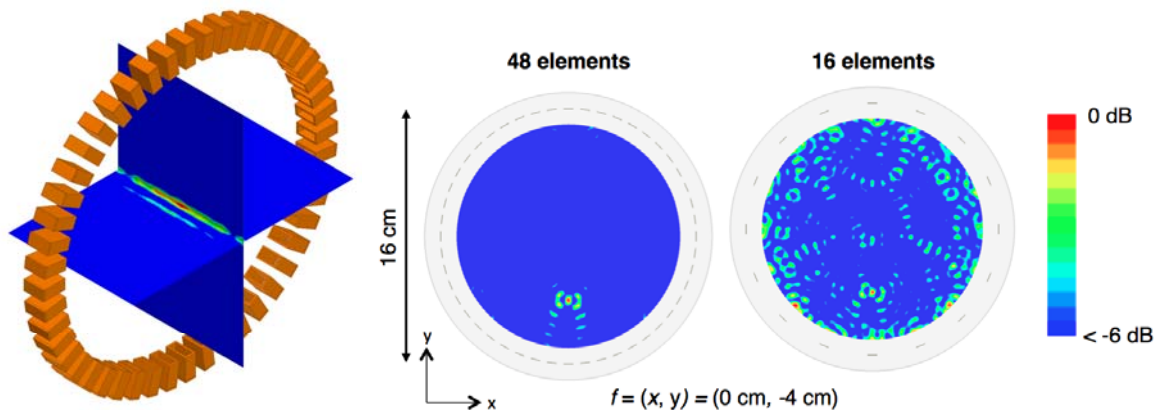 48 elements
16 elements
0 dB
16 cm
< -6 dB
y
x
f = (x, y) = (0 cm, -4 cm)